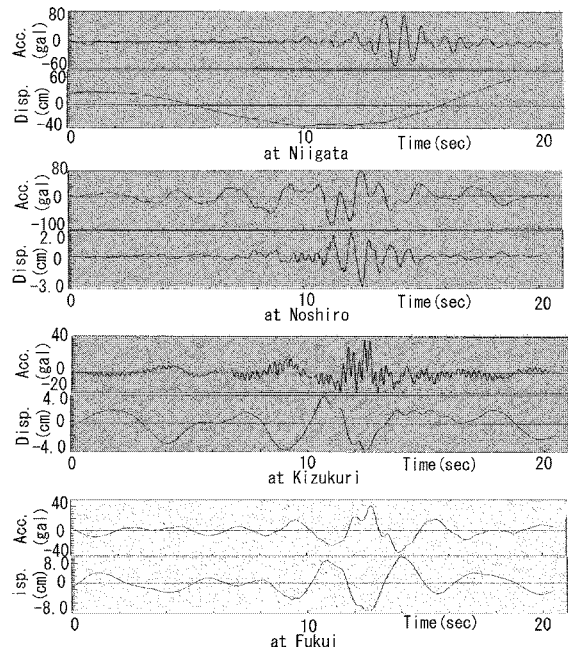 80
Acc. (gal)
0
-60
60
Disp. (cm)
0
-40
10
20
at Niigata
Time(sec)
80
Acc. (gal)
0
-100
2.0
Disp. (cm)
0
-3.0
0
10
20
at Noshiro
Time(sec)
40
Acc. (gal)
0
-20
4.0
Disp. (cm)
0
-4.0
0
10
20
at Kizukuri
Time(sec)
40
Acc. (gal)
0
-40
8.0
isp. (cm)
0
-8.0
0
10
20
at Fukui
Time(sec)